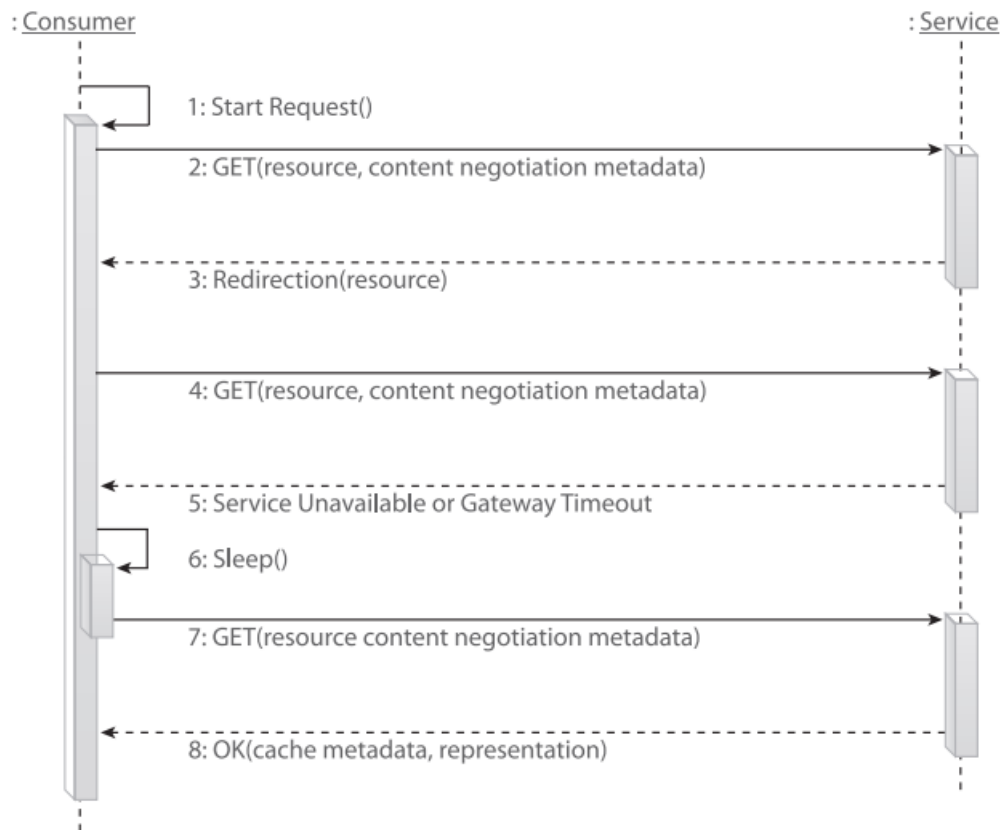 : Consumer
: Service
1: Start Request()
2: GET(resource, content negotiation metadata)
3: Redirection(resource)
4: GET(resource, content negotiation metadata)
5: Service Unavailable or Gateway Timeout
6: Sleep()
7: GET(resource content negotiation metadata)
8: OK(cache metadata, representation)